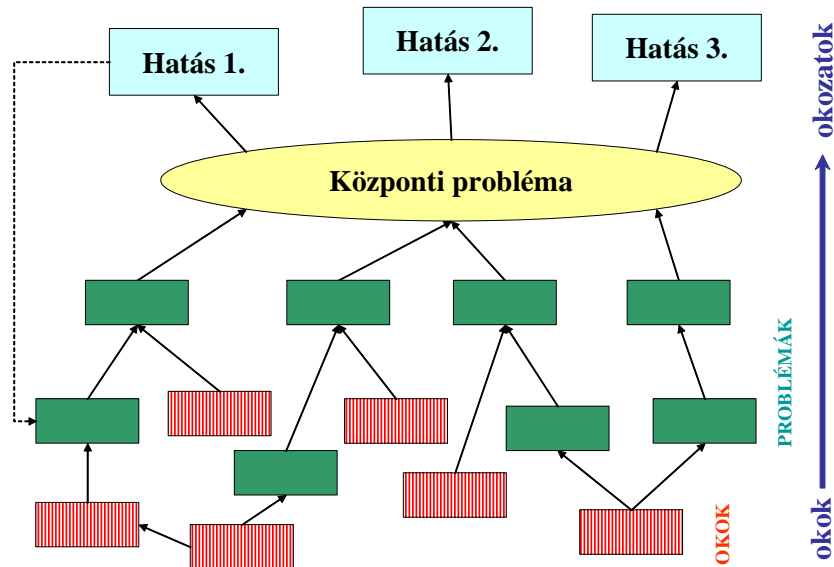 Hatás 1.
Hatás 2.
Hatás 3.
Központi probléma
PROBLÉMÁK
OKOK
okozatok
okok